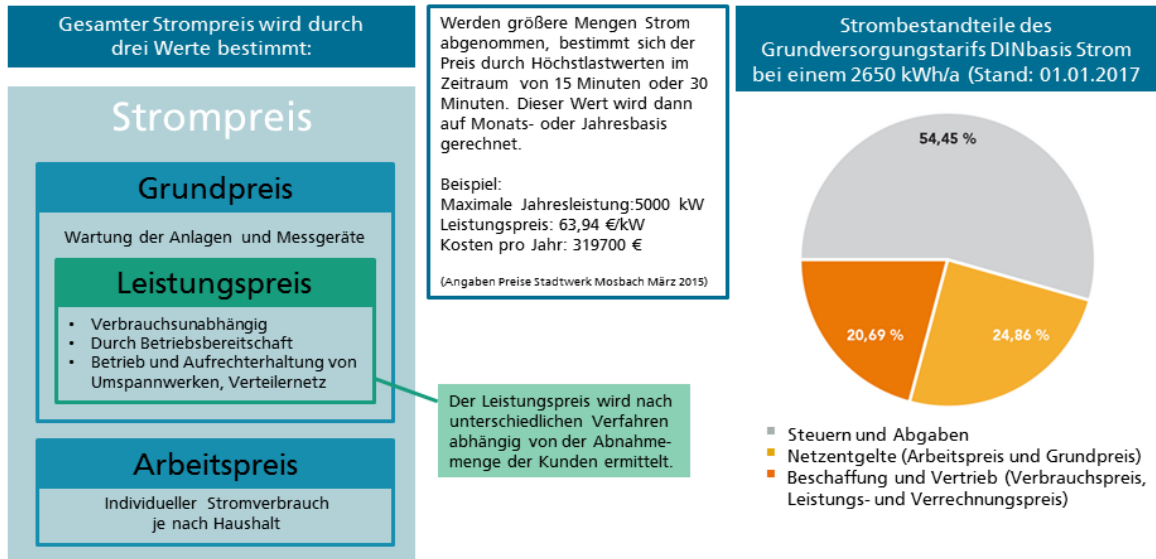 Gesamter Strompreis wird durch
drei Werte bestimmt:
Strompreis
Grundpreis
Wartung der Anlagen und Messgeräte
Leistungspreis
• Verbrauchsunabhängig
• Durch Betriebsbereitschaft
• Betrieb und Aufrechterhaltung von
Umspannwerken, Verteilernetz
Arbeitspreis
Individueller Stromverbrauch
je nach Haushalt
Werden größere Mengen Strom
abgenommen, bestimmt sich der
Preis durch Höchstlastwerten im
Zeitraum von 15 Minuten oder 30
Minuten. Dieser Wert wird dann
auf Monats- oder Jahresbasis
gerechnet.
Beispiel:
Maximale Jahresleistung:5000 kW
Leistungspreis: 63,94 €/kW
Kosten pro Jahr: 319700 €
(Angaben Preise Stadtwerk Mosbach März 2015)
Der Leistungspreis wird nach
unterschiedlichen Verfahren
abhängig von der Abnahme-
menge der Kunden ermittelt.
Strombestandteile des
Grundversorgungstarifs DINbasis Strom
bei einem 2650 kWh/a (Stand: 01.01.2017
54,45 %
20,69 %
24,86 %
Steuern und Abgaben
Netzentgelte (Arbeitspreis und Grundpreis)
Beschaffung und Vertrieb (Verbrauchspreis,
Leistungs- und Verrechnungspreis)